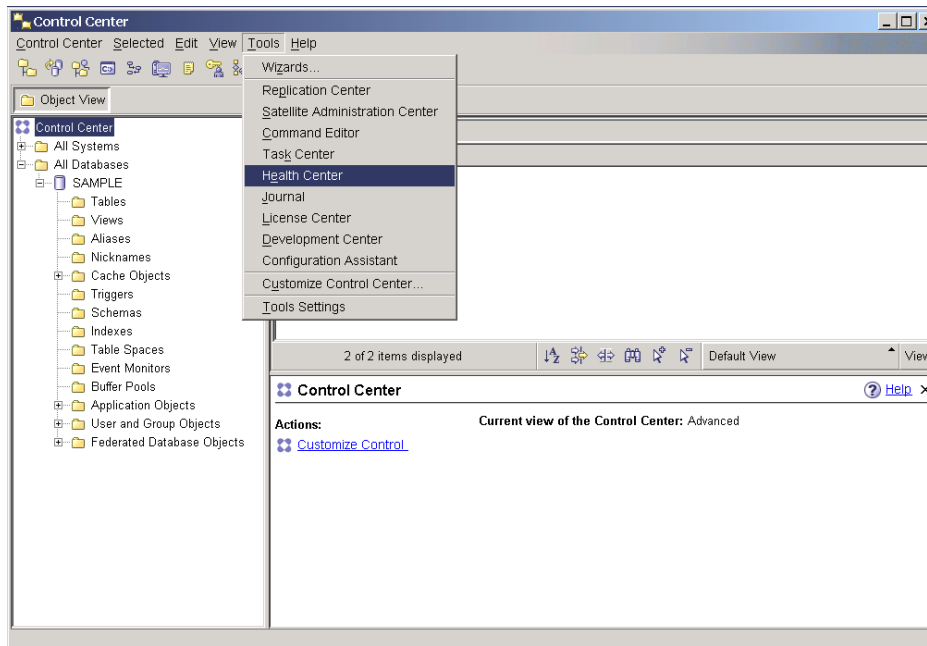 Control Center
Control Center Selected Edit View Tools Help
Wizards...
Replication Center
Satellite Administration Center
Command Editor
Task Center
Health Center
Journal
License Center
Development Center
Configuration Assistant
Customize Control Center...
Tools Settings
Object View
Control Center
All Systems
All Databases
SAMPLE
Tables
Views
Aliases
Nicknames
Cache Objects
Triggers
Schemas
Indexes
Table Spaces
Event Monitors
Buffer Pools
Application Objects
User and Group Objects
Federated Database Objects
2 of 2 items displayed Default View View
Control Center Help
Actions: Current view of the Control Center: Advanced
Customize Control